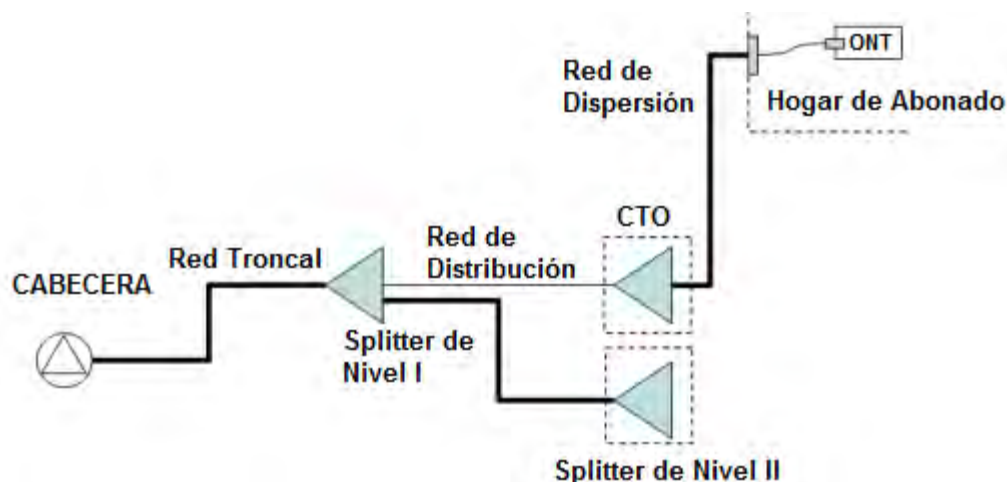 ONT
Red de
Dispersión
Hogar de Abonado
CTO
Red de
Distribución
Red Troncal
CABECERA
Splitter de
Nivel I
Splitter de Nivel II